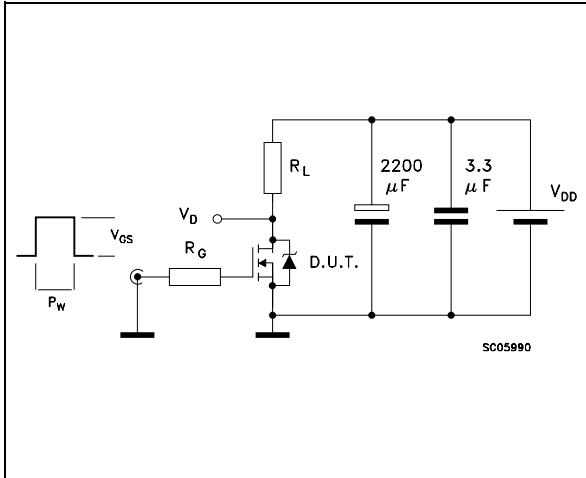 R_L
2200
μF
3.3
μF
V_DD
V_D
V_GS
R_G
D.U.T.
P_W
SC05990